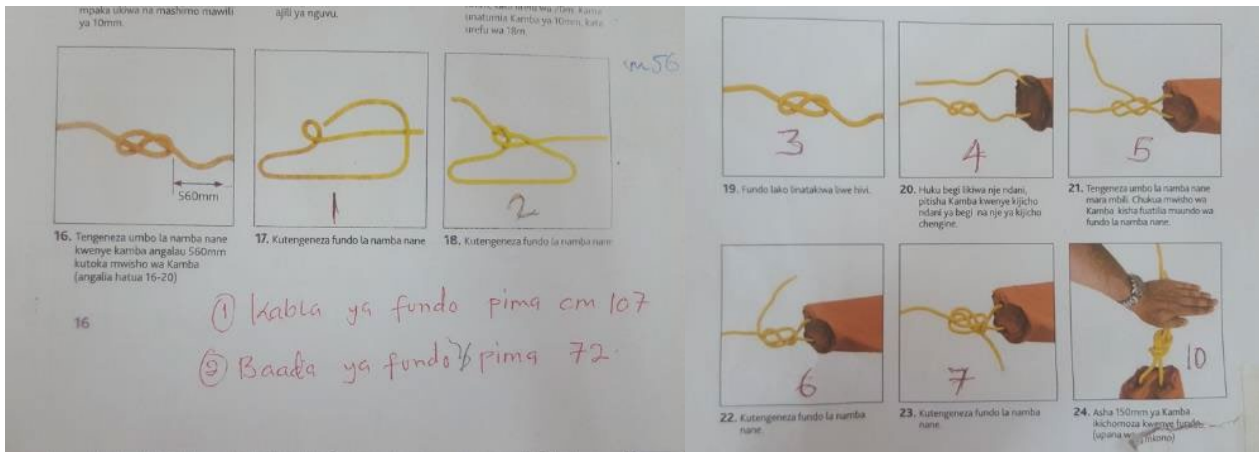 mpaka ukiwa na mashimo mawili
ya 10mm.
ajili ya nguvu.
unatumia Kamba ya 10mm, kata
urefu wa 18m.
cm 56
560mm
1
2
16. Tengeneza umbo la namba nane
kwenye kamba angalau 560mm
kutoka mwisho wa Kamba
(angalia hatua 16-20)
17. Kutengeneza fundo la namba nane
18. Kutengeneza fundo la namba nane
① Kabla ya fundo pima cm 107
② Baada ya fundo pima 72.
16
3
4
5
19. Fundo lako linatakiwa liwe hivi.
20. Huku begi likiwa nje ndani,
pitisha Kamba kwenye kijicho
ndani ya begi na nje ya kijicho
chengine.
21. Tengeneza umbo la namba nane
mara mbili. Chukua mwisho wa
Kamba kisha fuatilia muundo wa
fundo la namba nane.
6
7
10
22. Kutengeneza fundo la namba
nane.
23. Kutengeneza fundo la namba
nane.
24. Asha 150mm ya Kamba
ikichomoza kwenye fundo
(upana wa mkono)